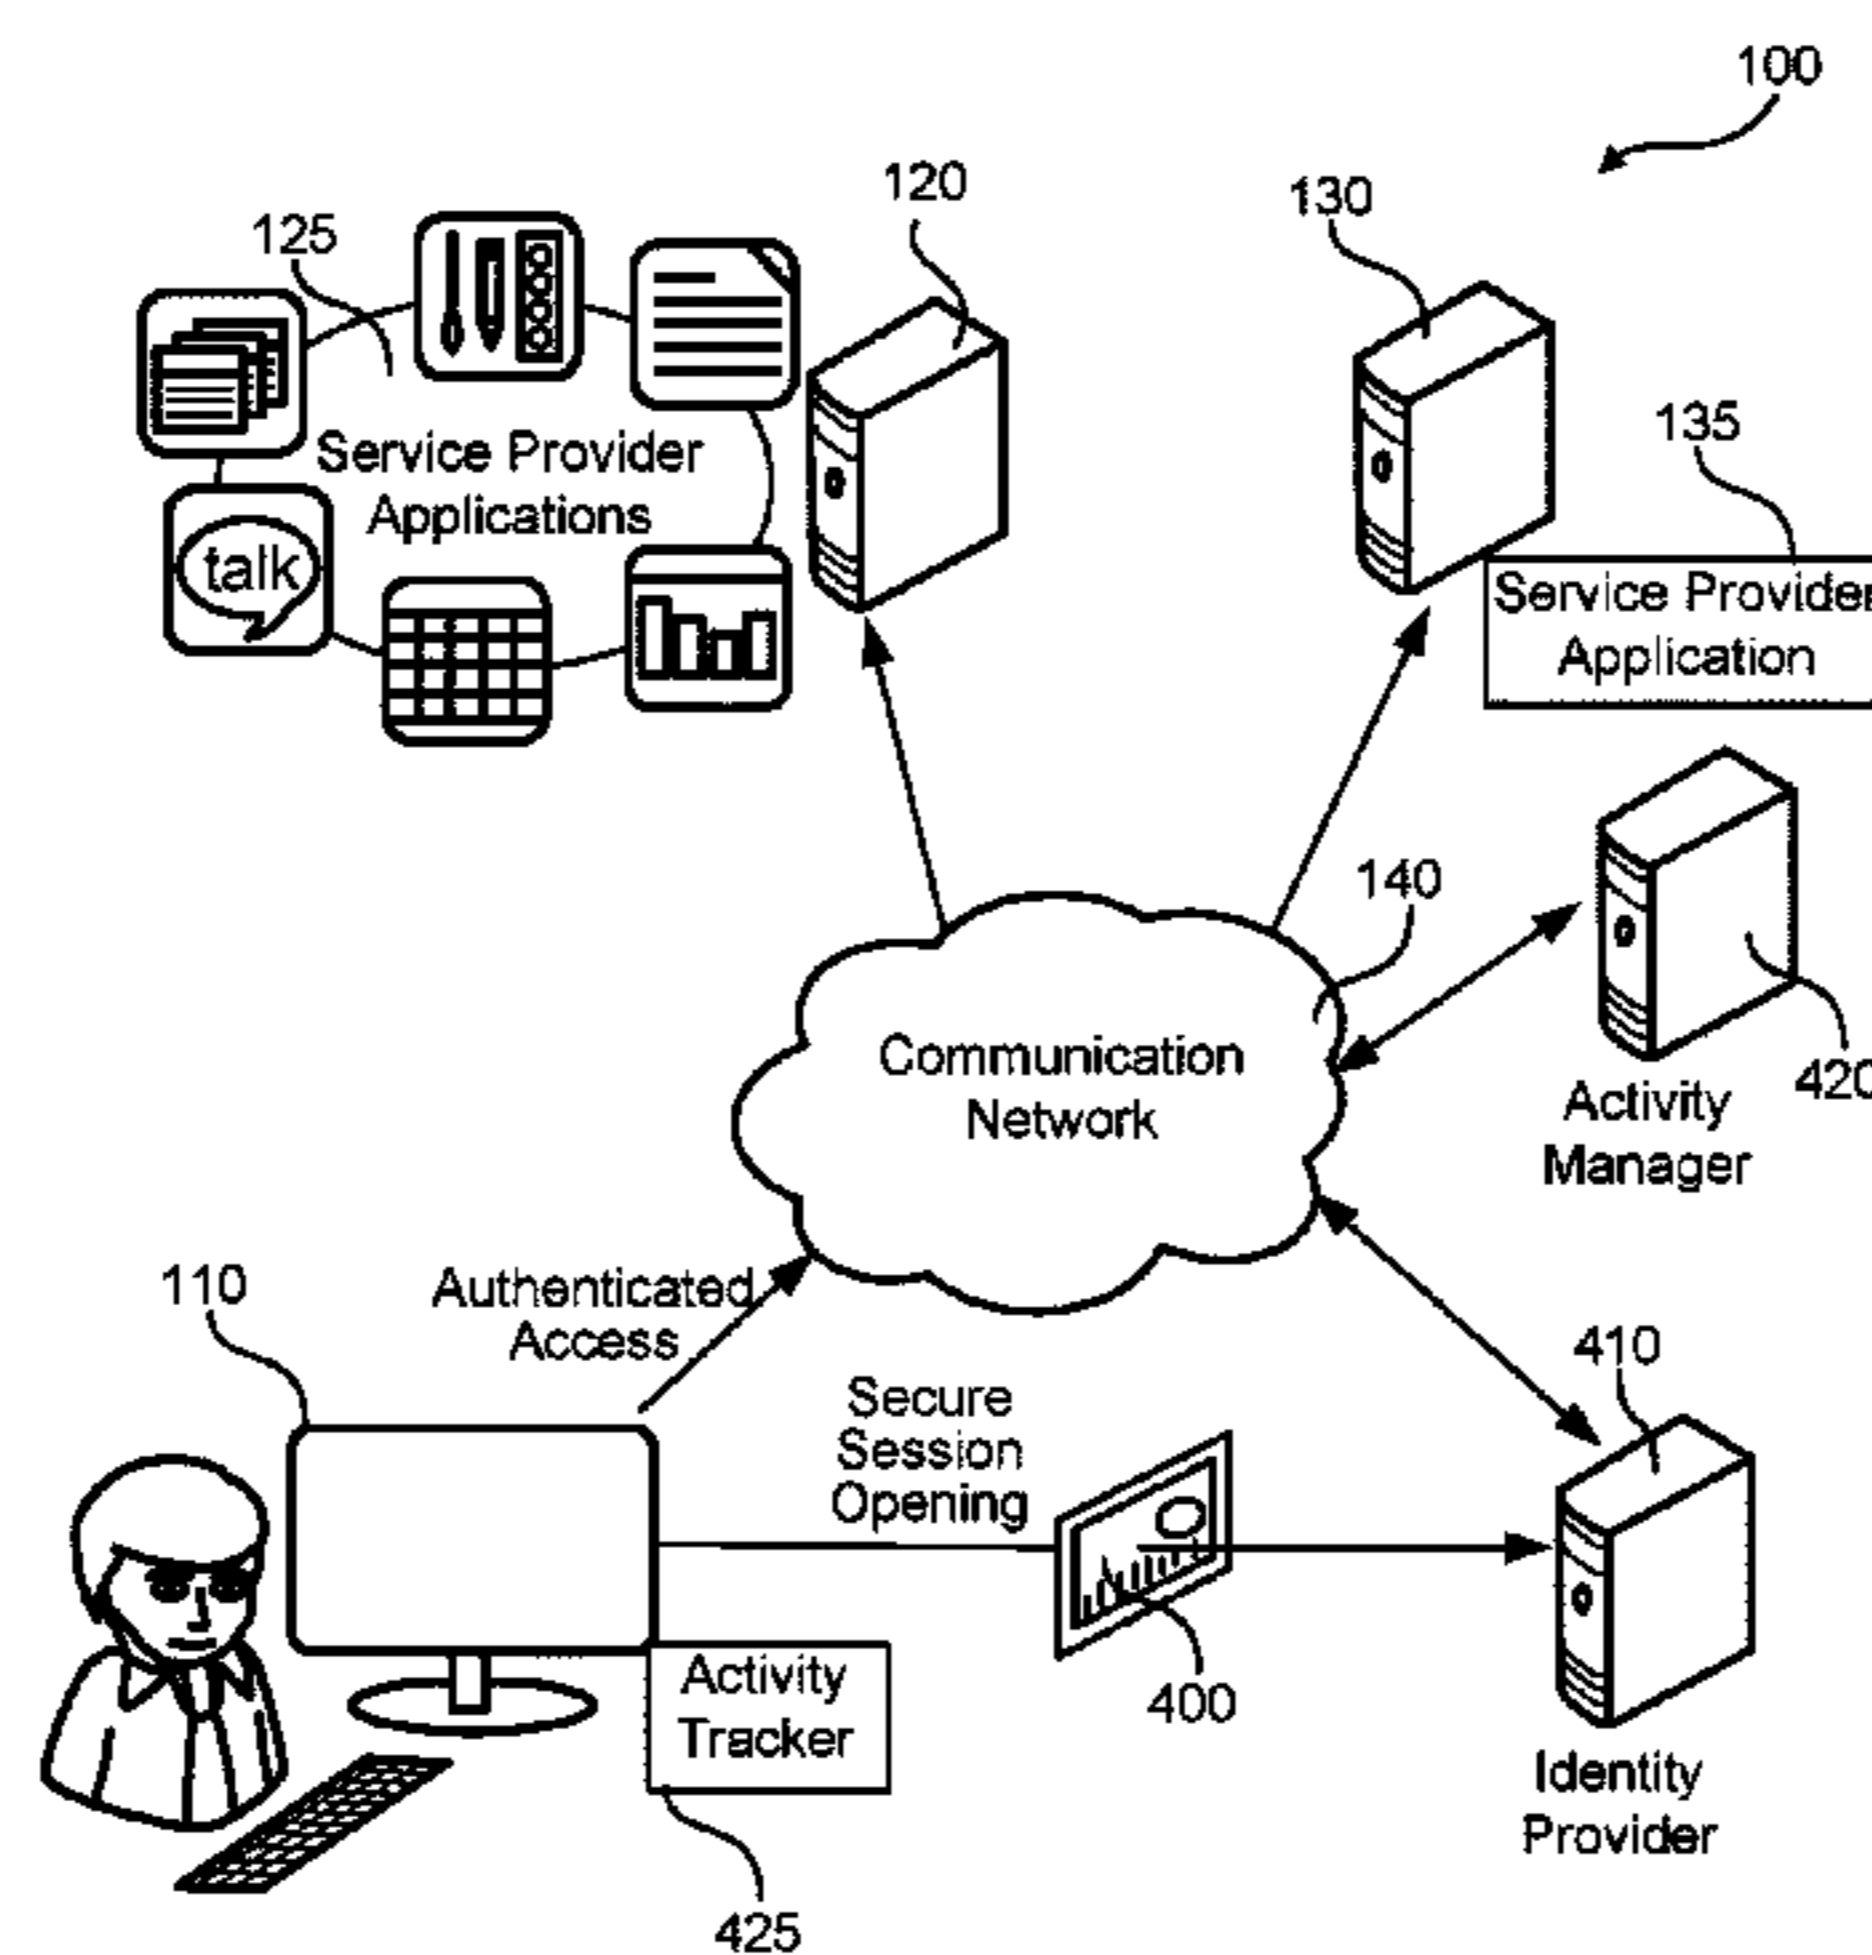 100
120
130
125
135
Service Provider
Applications
talk
Service Provider
Application
140
Communication
Network
420
Activity
Manager
110
Authenticated
Access
410
Secure
Session
Opening
Activity
Tracker
400
Identity
Provider
425